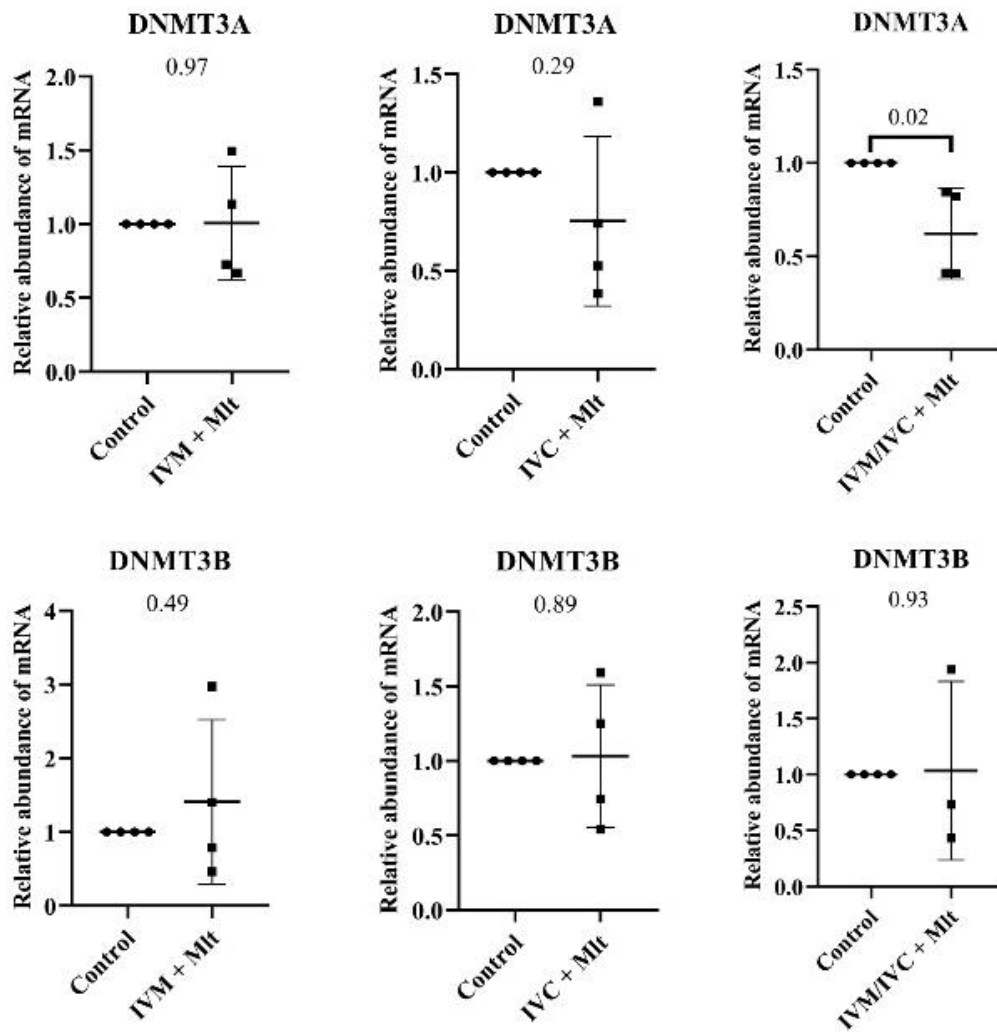 DNMT3A
0.97
Relative abundance of mRNA
2.0
1.5
1.0
0.5
0.0
Control
IVM + Mlt
DNMT3A
0.29
Relative abundance of mRNA
1.5
1.0
0.5
0.0
Control
IVC + Mlt
DNMT3A
0.02
Relative abundance of mRNA
1.5
1.0
0.5
0.0
Control
IVM/IVC + Mlt
DNMT3B
0.49
Relative abundance of mRNA
4
3
2
1
0
Control
IVM + Mlt
DNMT3B
0.89
Relative abundance of mRNA
2.0
1.5
1.0
0.5
0.0
Control
IVC + Mlt
DNMT3B
0.93
Relative abundance of mRNA
2.5
2.0
1.5
1.0
0.5
0.0
Control
IVM/IVC + Mlt